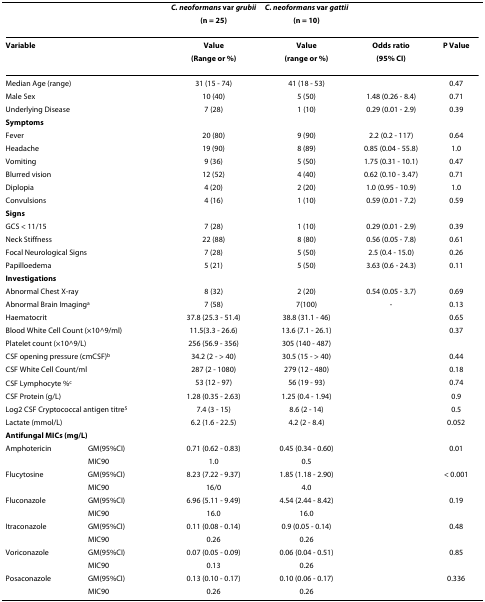 C. neoformans var grubii C. neoformans var gattii
(n = 25) (n = 10)
Variable Value Value Odds ratio P Value
(Range or %) (range or %) (95% CI)
Median Age (range) 31 (15 - 74) 41 (18 - 53) 0.47
Male Sex 10 (40) 5 (50) 1.48 (0.26 - 8.4) 0.71
Underlying Disease 7 (28) 1 (10) 0.29 (0.01 - 2.9) 0.39
Symptoms
Fever 20 (80) 9 (90) 2.2 (0.2 - 117) 0.64
Headache 19 (90) 8 (89) 0.85 (0.04 - 55.8) 1.0
Vomiting 9 (36) 5 (50) 1.75 (0.31 - 10.1) 0.47
Blurred vision 12 (52) 4 (40) 0.62 (0.10 - 3.47) 0.71
Diplopia 4 (20) 2 (20) 1.0 (0.95 - 10.9) 1.0
Convulsions 4 (16) 1 (10) 0.59 (0.01 - 7.2) 0.59
Signs
GCS < 11/15 7 (28) 1 (10) 0.29 (0.01 - 2.9) 0.39
Neck Stiffness 22 (88) 8 (80) 0.56 (0.05 - 7.8) 0.61
Focal Neurological Signs 7 (28) 5 (50) 2.5 (0.4 - 15.0) 0.26
Papilloedema 5 (21) 5 (50) 3.63 (0.6 - 24.3) 0.11
Investigations
Abnormal Chest X-ray 8 (32) 2 (20) 0.54 (0.05 - 3.7) 0.69
Abnormal Brain Imaging^a 7 (58) 7(100) - 0.13
Haematocrit 37.8 (25.3 - 51.4) 38.8 (31.1 - 46) 0.65
Blood White Cell Count (×10^9/ml) 11.5(3.3 - 26.6) 13.6 (7.1 - 26.1) 0.37
Platelet count (×10^9/L) 256 (56.9 - 356) 305 (140 - 487)
CSF opening pressure (cmCSF)^b 34.2 (2 - > 40) 30.5 (15 - > 40) 0.44
CSF White Cell Count/ml 287 (2 - 1080) 279 (12 - 480) 0.18
CSF Lymphocyte %^c 53 (12 - 97) 56 (19 - 93) 0.74
CSF Protein (g/L) 1.28 (0.35 - 2.63) 1.25 (0.4 - 1.94) 0.9
Log2 CSF Cryptococcal antigen titre^$ 7.4 (3 - 15) 8.6 (2 - 14) 0.5
Lactate (mmol/L) 6.2 (1.6 - 22.5) 4.2 (2 - 8.4) 0.052
Antifungal MICs (mg/L)
Amphotericin GM(95%CI) 0.71 (0.62 - 0.83) 0.45 (0.34 - 0.60) 0.01
MIC90 1.0 0.5
Flucytosine GM(95%CI) 8.23 (7.22 - 9.37) 1.85 (1.18 - 2.90) < 0.001
MIC90 16/0 4.0
Fluconazole GM(95%CI) 6.96 (5.11 - 9.49) 4.54 (2.44 - 8.42) 0.19
MIC90 16.0 16.0
Itraconazole GM(95%CI) 0.11 (0.08 - 0.14) 0.9 (0.05 - 0.14) 0.48
MIC90 0.26 0.26
Voriconazole GM(95%CI) 0.07 (0.05 - 0.09) 0.06 (0.04 - 0.51) 0.85
MIC90 0.13 0.26
Posaconazole GM(95%CI) 0.13 (0.10 - 0.17) 0.10 (0.06 - 0.17) 0.336
MIC90 0.26 0.26